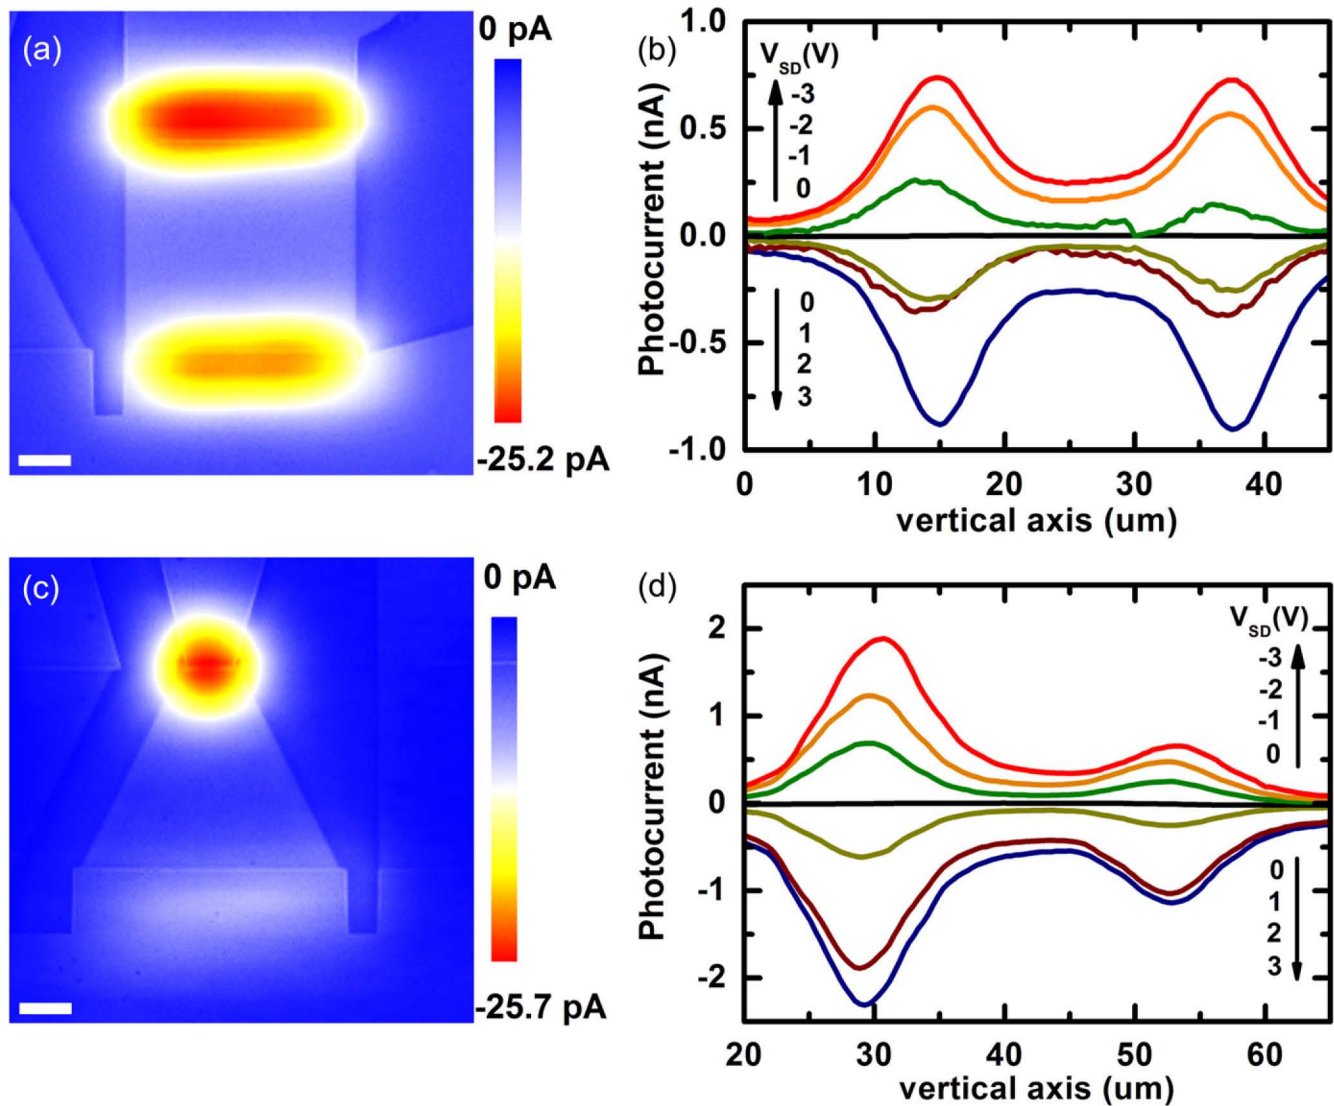 (a)
0 pA
-25.2 pA
(b)
V_SD(V)
-3
-2
-1
0
0
1
2
3
1.0
0.5
0.0
-0.5
-1.0
Photocurrent (nA)
0 10 20 30 40
vertical axis (um)
(c)
0 pA
-25.7 pA
(d)
V_SD(V)
-3
-2
-1
0
0
1
2
3
2
1
0
-1
-2
Photocurrent (nA)
20 30 40 50 60
vertical axis (um)